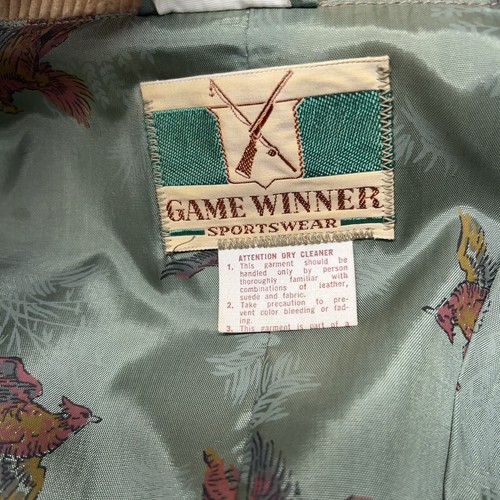 GAME WINNER
SPORTSWEAR
ATTENTION DRY CLEANER
1. This garment should be
handled only by person
thoroughly familiar with
combinations of leather,
suede and fabric.
2. Take precaution to pre-
vent color bleeding or fad-
ing.
3. This garment is part of a